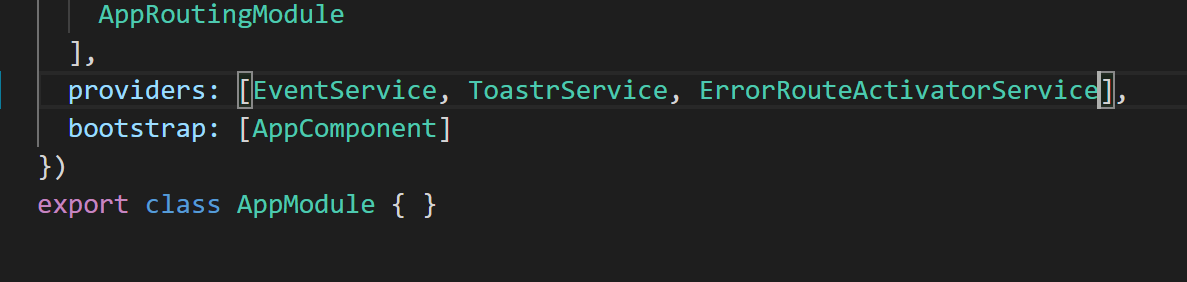 AppRoutingModule
],
providers: [EventService, ToastrService, ErrorRouteActivatorService],
bootstrap: [AppComponent]
})
export class AppModule { }